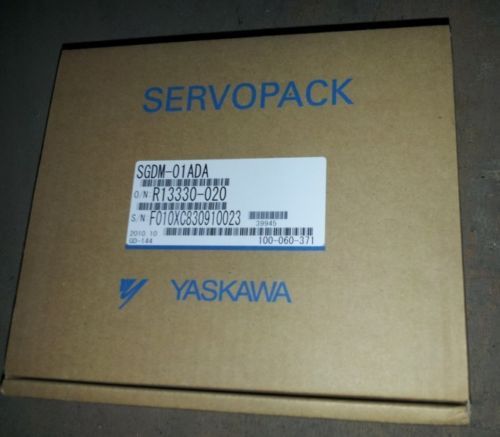 SERVOPACK
SGDM-01ADA
O/N R13330-020
S/N F010XC830910023
39945
2010.10
GD-144
100-060-371
YASKAWA